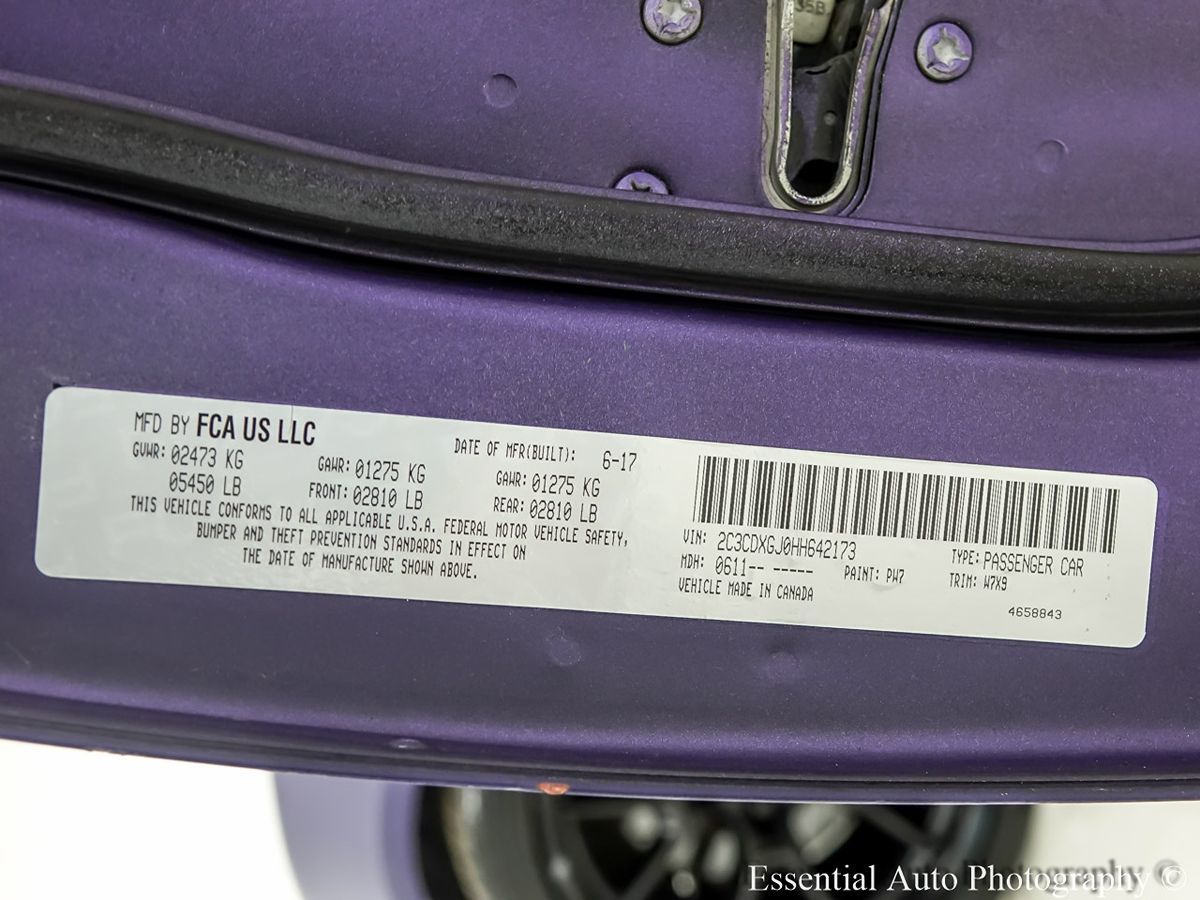 35B
MFD BY FCA US LLC
DATE OF MFR(BUILT): 6-17
GVWR: 02473 KG GAWR: 01275 KG GAWR: 01275 KG
05450 LB FRONT: 02810 LB REAR: 02810 LB
THIS VEHICLE CONFORMS TO ALL APPLICABLE U.S.A. FEDERAL MOTOR VEHICLE SAFETY,
BUMPER AND THEFT PREVENTION STANDARDS IN EFFECT ON
THE DATE OF MANUFACTURE SHOWN ABOVE.
VIN: 2C3CDXGJ0HH642173 TYPE: PASSENGER CAR
MDH: 0611-- ----- PAINT: PW7 TRIM: W7X9
VEHICLE MADE IN CANADA
4658843
Essential Auto Photography ©